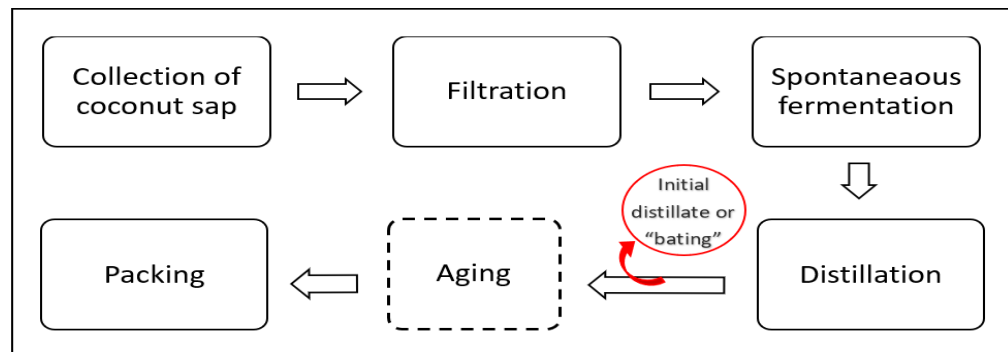 Collection of
coconut sap
Filtration
Spontaneaous
fermentation
Initial
distillate or
“bating”
Distillation
Aging
Packing